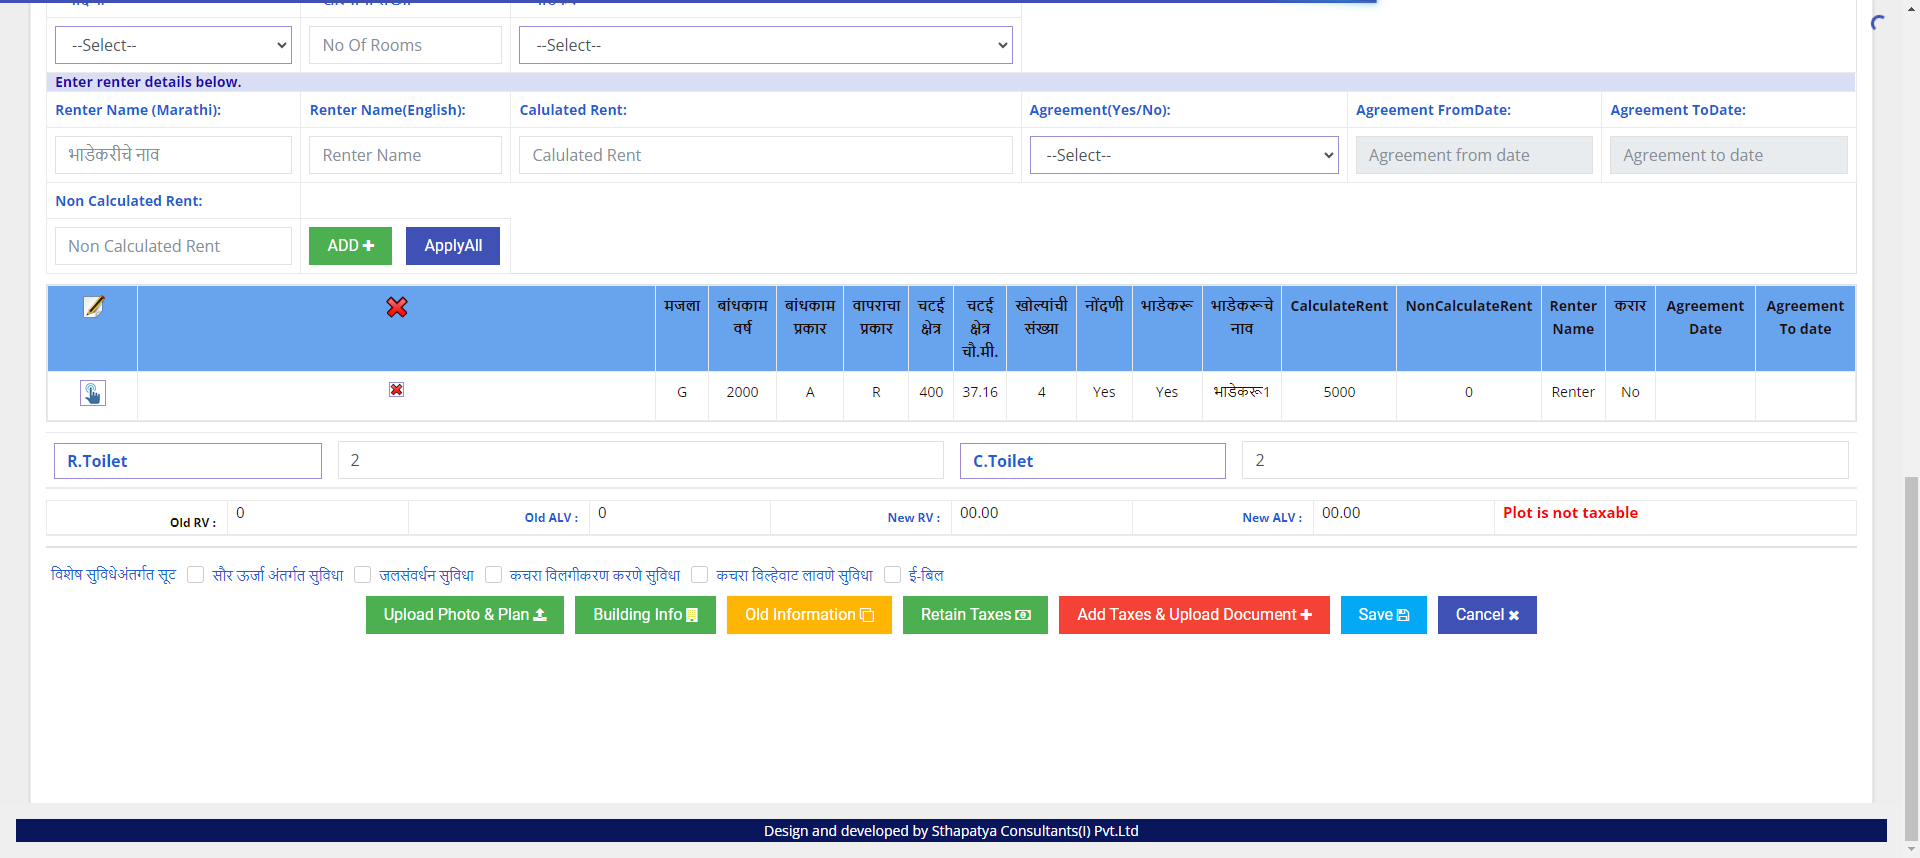 --Select-- No Of Rooms --Select--
Enter renter details below.
Renter Name (Marathi): Renter Name(English): Calulated Rent: Agreement(Yes/No): Agreement FromDate: Agreement ToDate:
भाडेकरीचे नाव Renter Name Calulated Rent --Select-- Agreement from date Agreement to date
Non Calculated Rent:
Non Calculated Rent ADD ApplyAll
मजला बांधकाम वर्ष बांधकाम प्रकार वापराचा प्रकार चटई क्षेत्र चटई क्षेत्र चौ.मी. खोल्यांची संख्या नोंदणी भाडेकरू भाडेकरूचे नाव CalculateRent NonCalculateRent Renter Name करार Agreement Date Agreement To date
G 2000 A R 400 37.16 4 Yes Yes भाडेकरू1 5000 0 Renter No
R.Toilet 2 C.Toilet 2
Old RV : 0 Old ALV : 0 New RV : 00.00 New ALV : 00.00 Plot is not taxable
विशेष सुविधेअंतर्गत सूट सौर ऊर्जा अंतर्गत सुविधा जलसंवर्धन सुविधा कचरा विलगीकरण करणे सुविधा कचरा विल्हेवाट लावणे सुविधा ई-बिल
Upload Photo & Plan Building Info Old Information Retain Taxes Add Taxes & Upload Document Save Cancel
Design and developed by Sthapatya Consultants(I) Pvt.Ltd